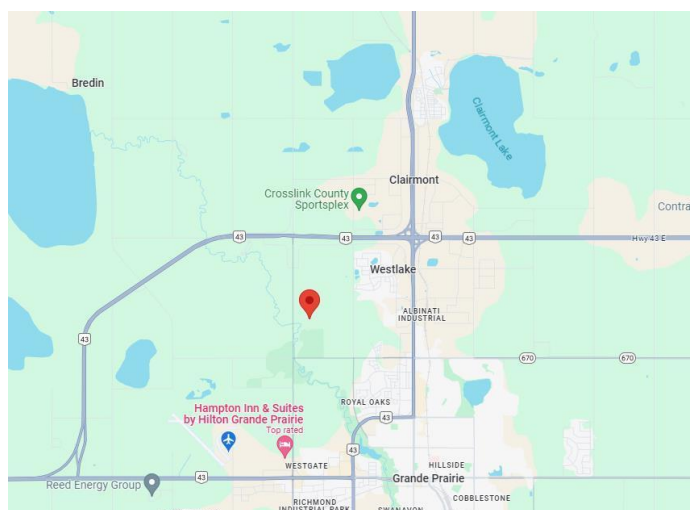 Bredin
Clairmont Lake
Clairmont
Crosslink County
Sportsplex
Contra
43
43
43
43
Hwy 43 E
Westlake
ALBINATI
INDUSTRIAL
43
670
670
ROYAL OAKS
Hampton Inn & Suites
by Hilton Grande Prairie
Top rated
43
WESTGATE
HILLSIDE
43
Reed Energy Group
Grande Prairie
RICHMOND
INDUSTRIAL PARK
COBBLESTONE
SWANAVON